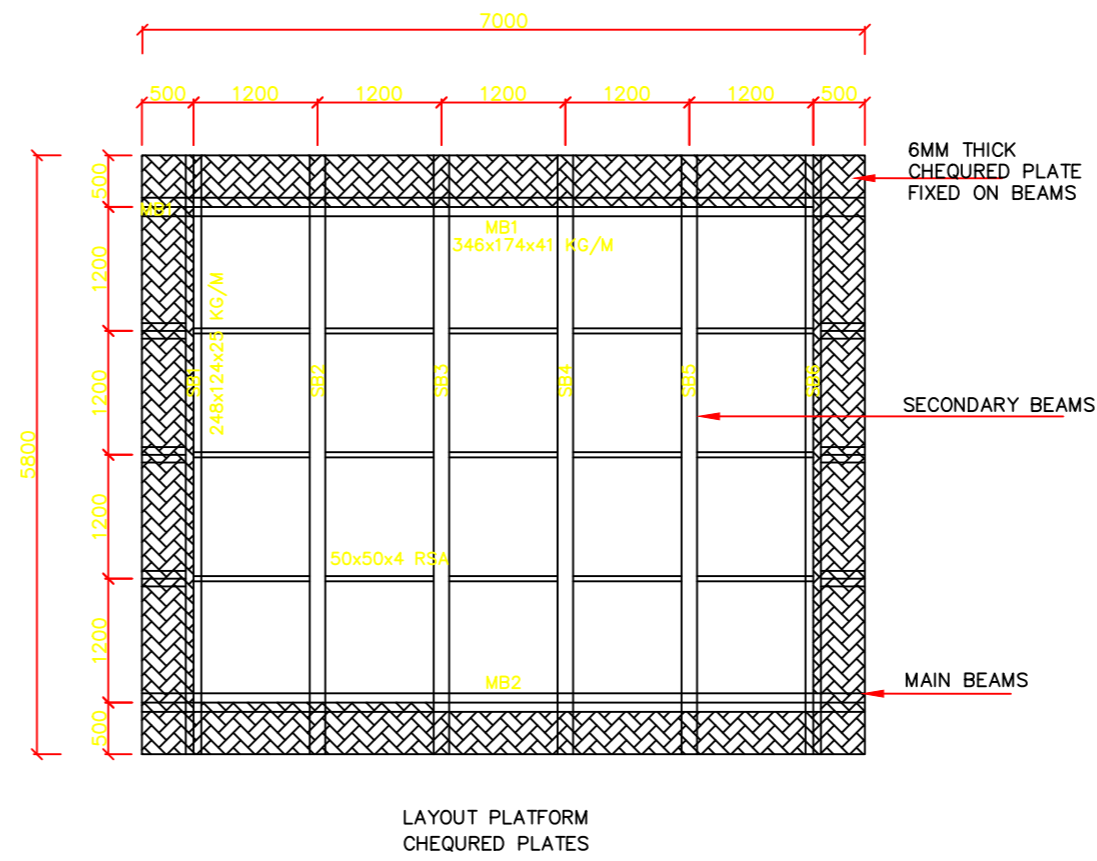 7000
500 1200 1200 1200 1200 1200 500
6MM THICK
CHEQURED PLATE
FIXED ON BEAMS
500
MB1
MB1
346x174x41 KG/M
1200
248x124x25 KG/M
SB1 SB2 SB3 SB4 SB5 SB6
1200
SECONDARY BEAMS
5800
1200
50x50x4 RSA
1200
MB2
MAIN BEAMS
500
LAYOUT PLATFORM
CHEQURED PLATES